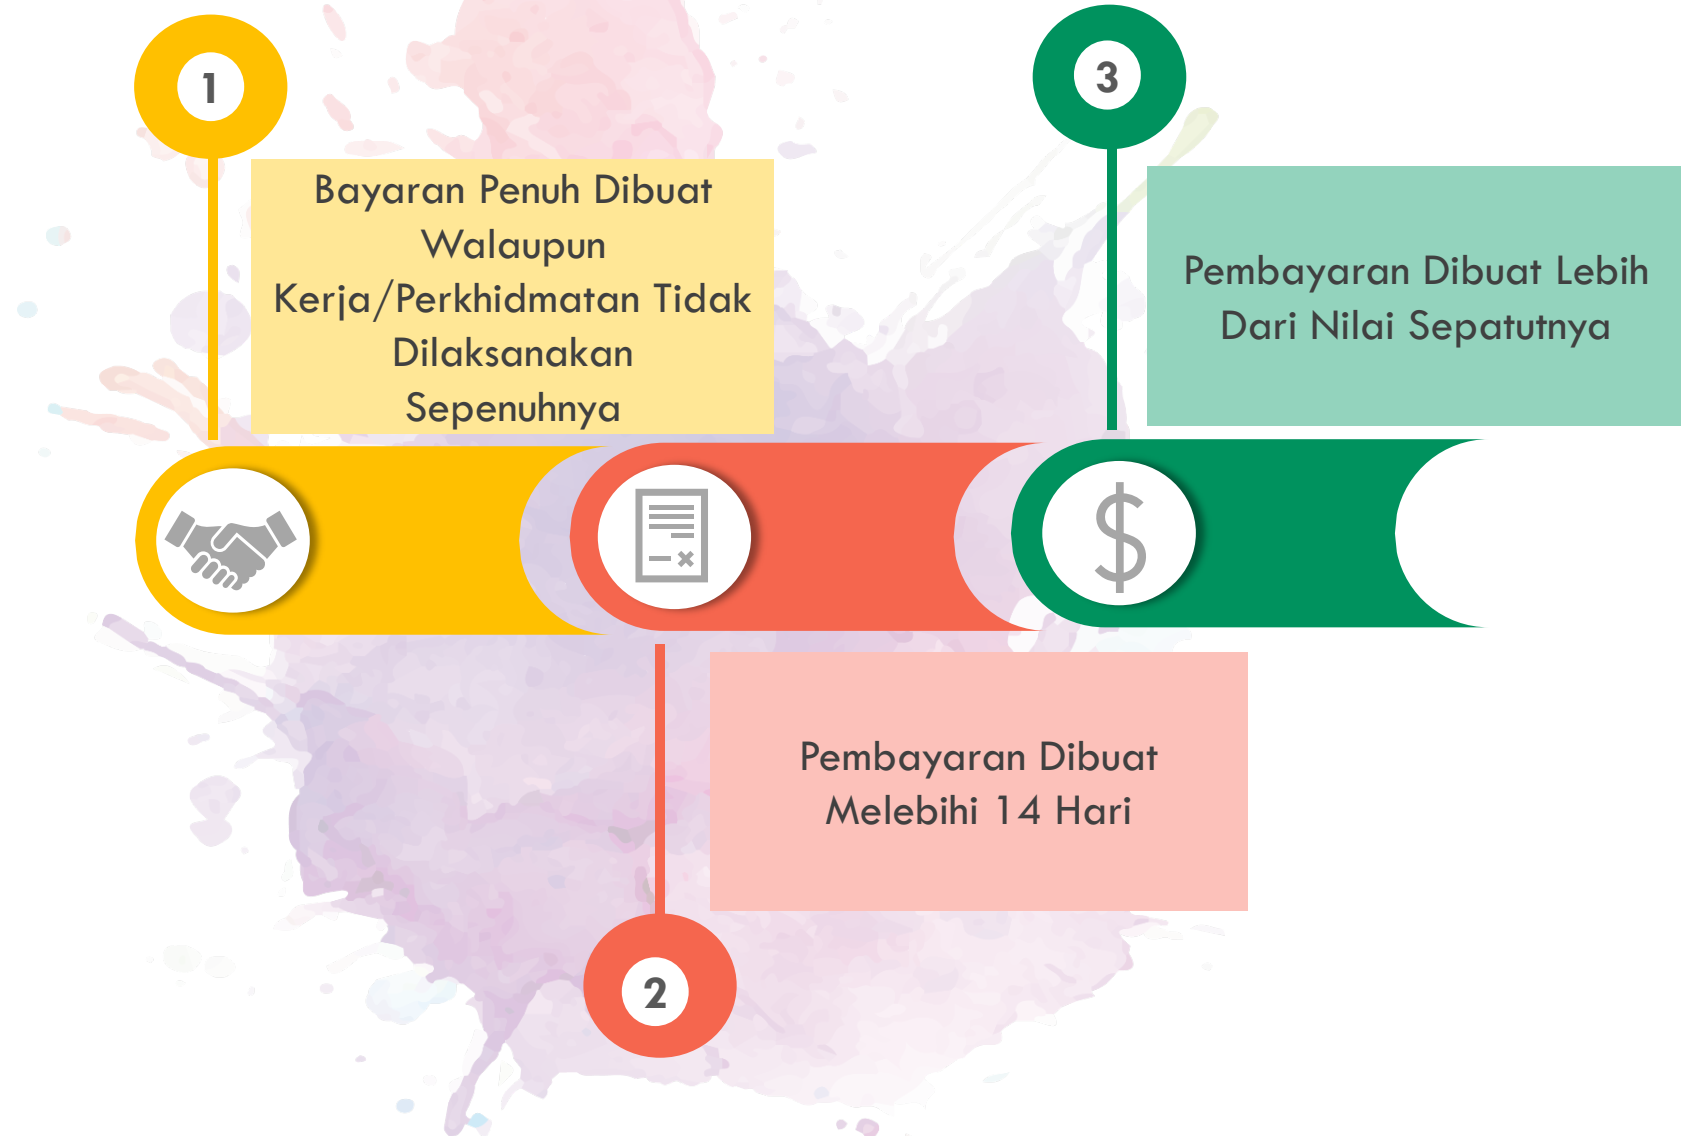 1
Bayaran Penuh Dibuat
Walaupun
Kerja/Perkhidmatan Tidak
Dilaksanakan
Sepenuhnya
2
Pembayaran Dibuat
Melebihi 14 Hari
3
Pembayaran Dibuat Lebih
Dari Nilai Sepatutnya